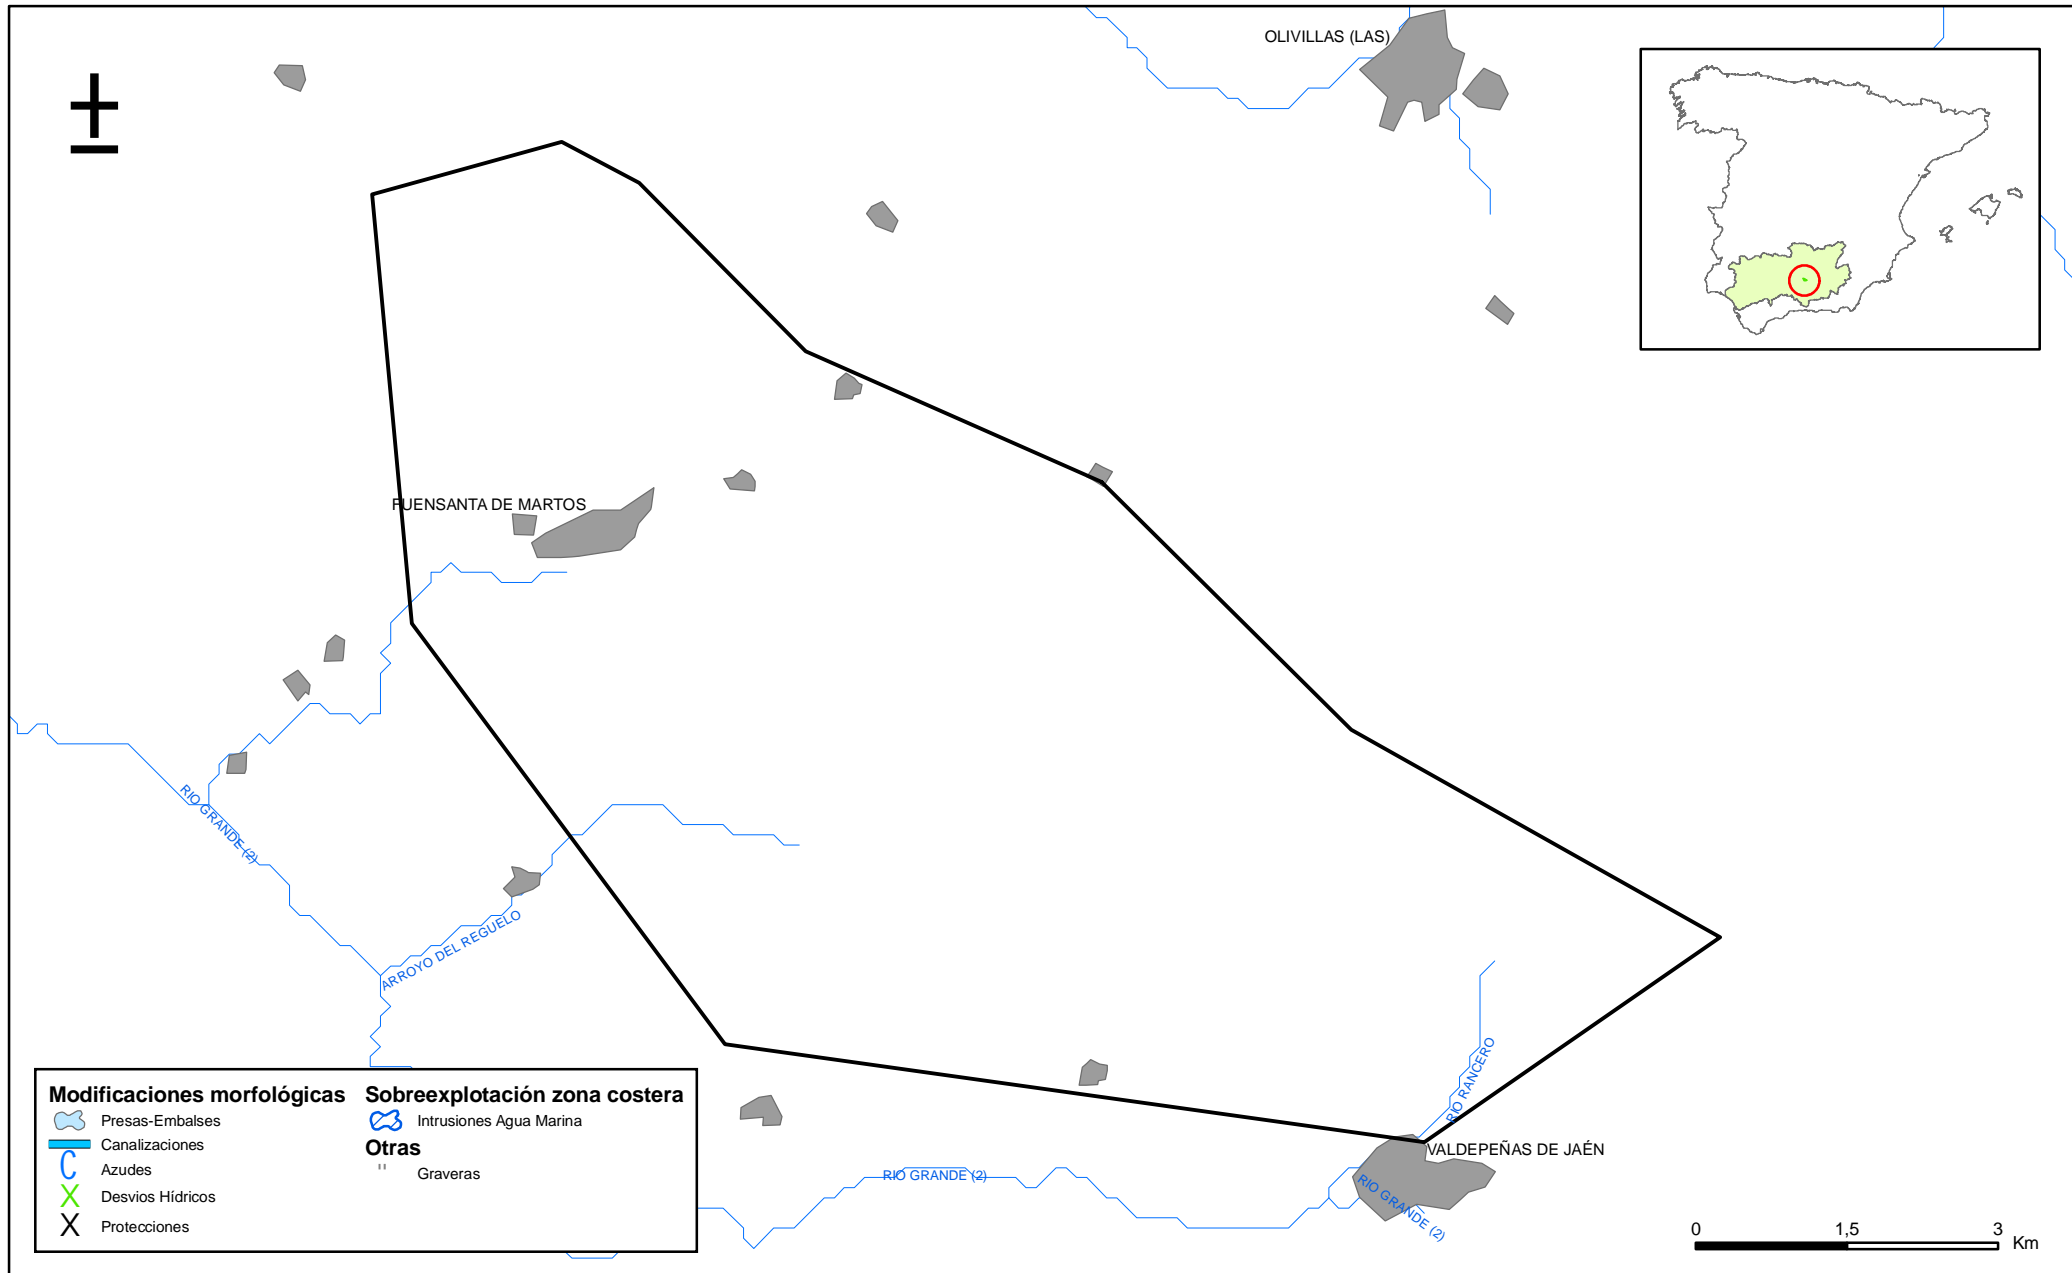 OLIVILLAS (LAS)
FUENSANTA DE MARTOS
RIO GRANDE (2)
ARROYO DEL REGUELO
RIO RANCERO
VALDEPEÑAS DE JAÉN
RIO GRANDE (2)
RIO GRANDE (2)
Modificaciones morfológicas
Presas-Embalses
Canalizaciones
C Azudes
X Desvios Hídricos
X Protecciones
Sobreexplotación zona costera
Intrusiones Agua Marina
Otras
" Graveras
0 1,5 3
Km